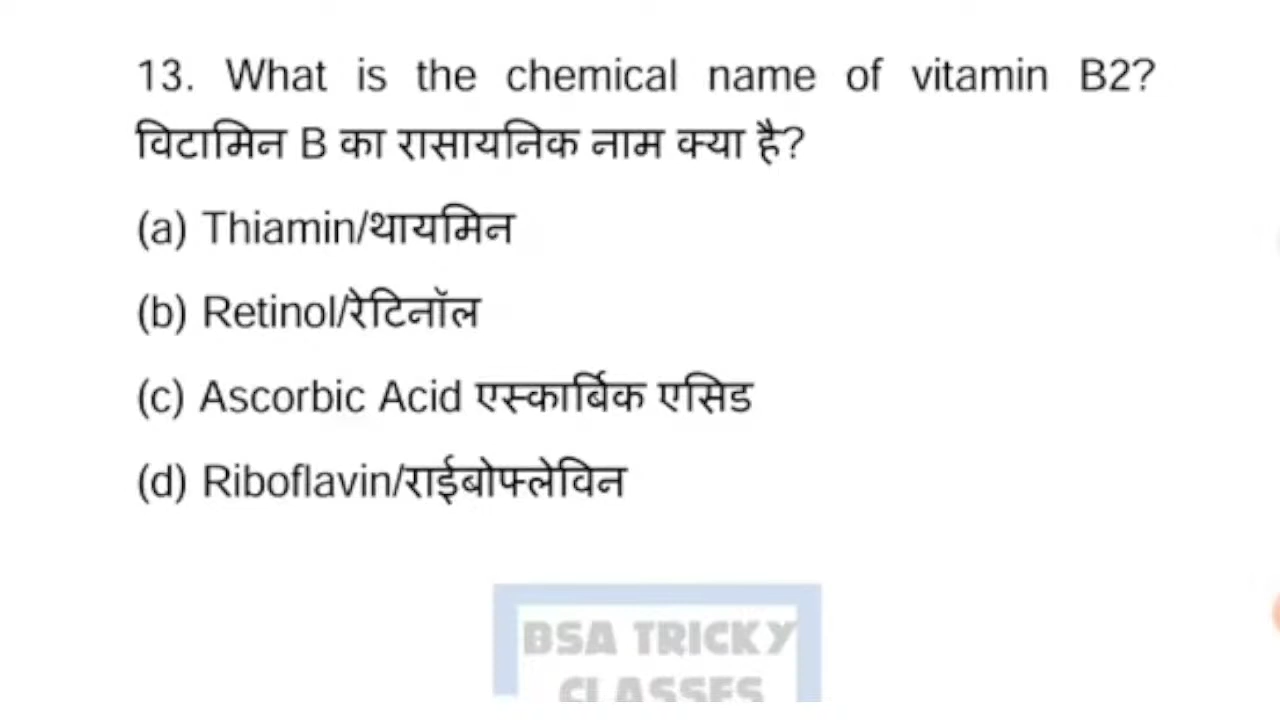 13. What is the chemical name of vitamin B2?
विटामिन B का रासायनिक नाम क्या है?
(a) Thiamin/थायमिन
(b) Retinol/रेटिनॉल
(c) Ascorbic Acid एस्कार्बिक एसिड
(d) Riboflavin/राईबोफ्लेविन
BSA TRICKY
CLASSES